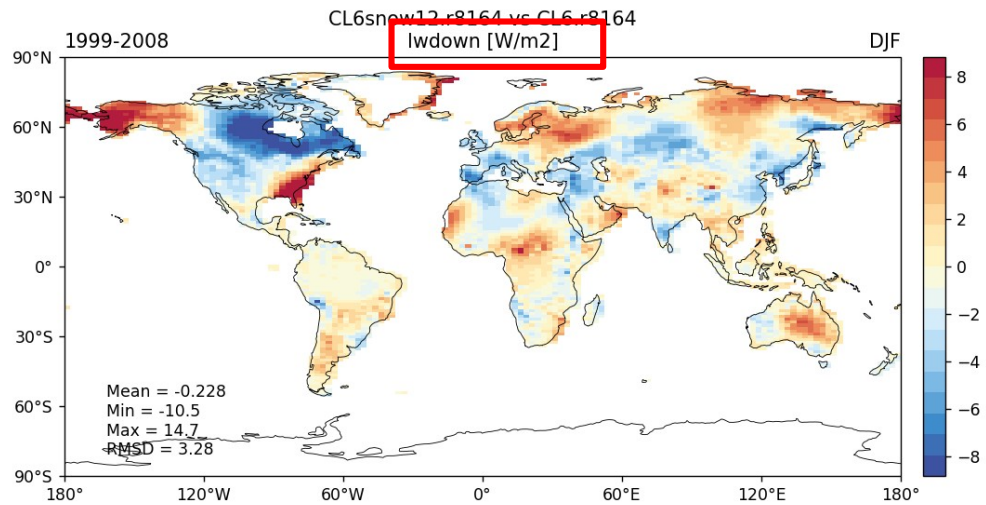 CL6snow12.r8164 vs CL6.r8164
1999-2008 lwdown [W/m2] DJF
90°N
60°N
30°N
0°
30°S
60°S
90°S
Mean = -0.228
Min = -10.5
Max = 14.7
RMSD = 3.28
180° 120°W 60°W 0° 60°E 120°E 180°
8
6
4
2
0
−2
−4
−6
−8